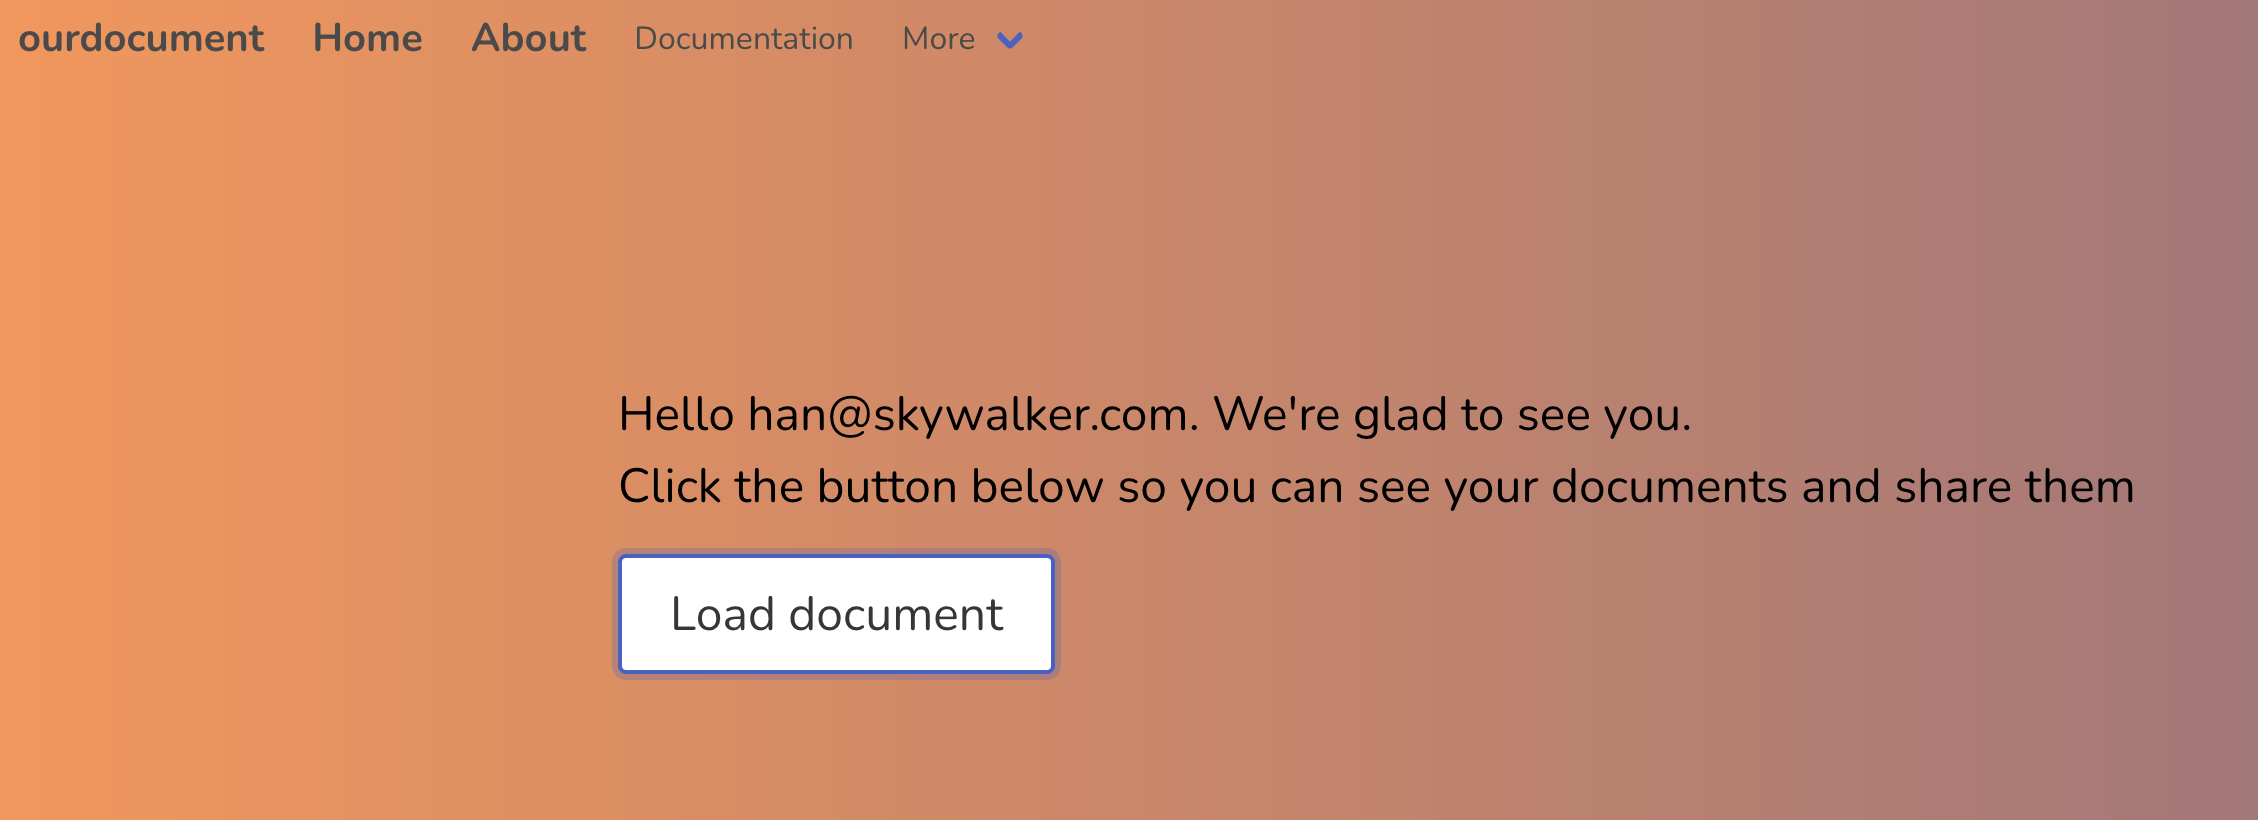 ourdocument Home About Documentation More
Hello han@skywalker.com. We're glad to see you.
Click the button below so you can see your documents and share them
Load document